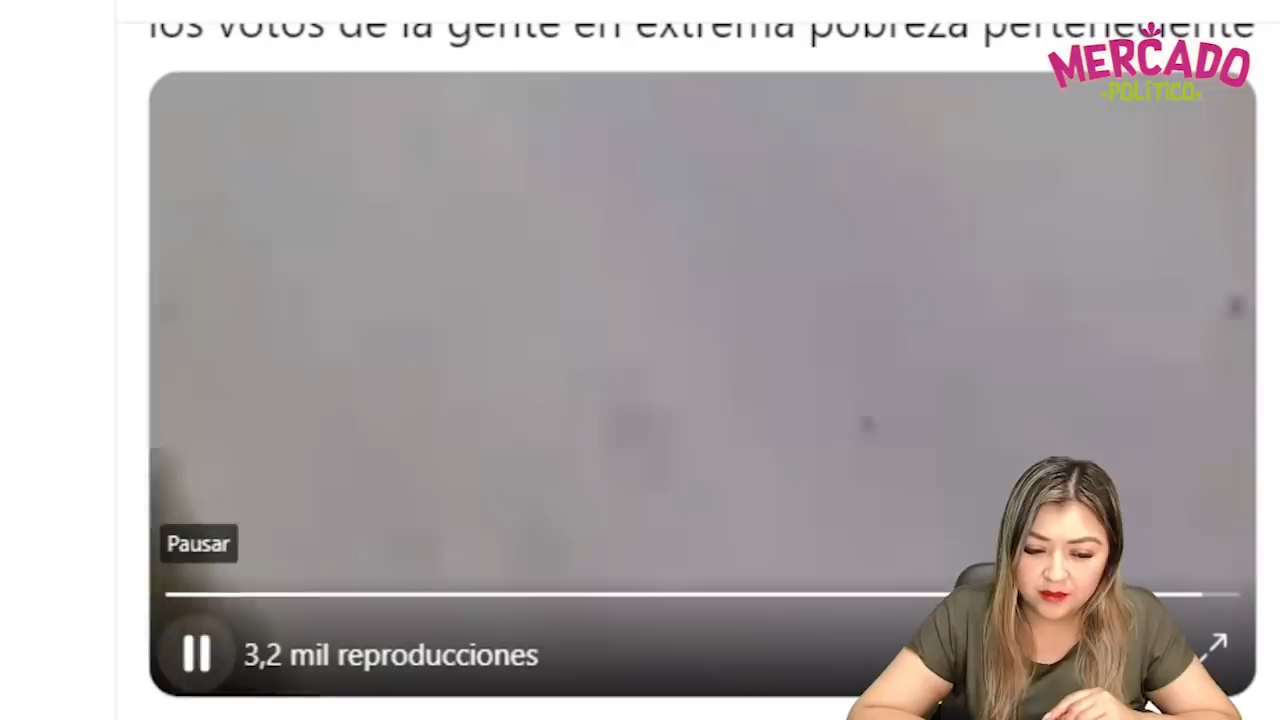 los votos de la gente en extrema pobreza perteneciente
MERCADO
POLÍTICO
Pausar
3,2 mil reproducciones